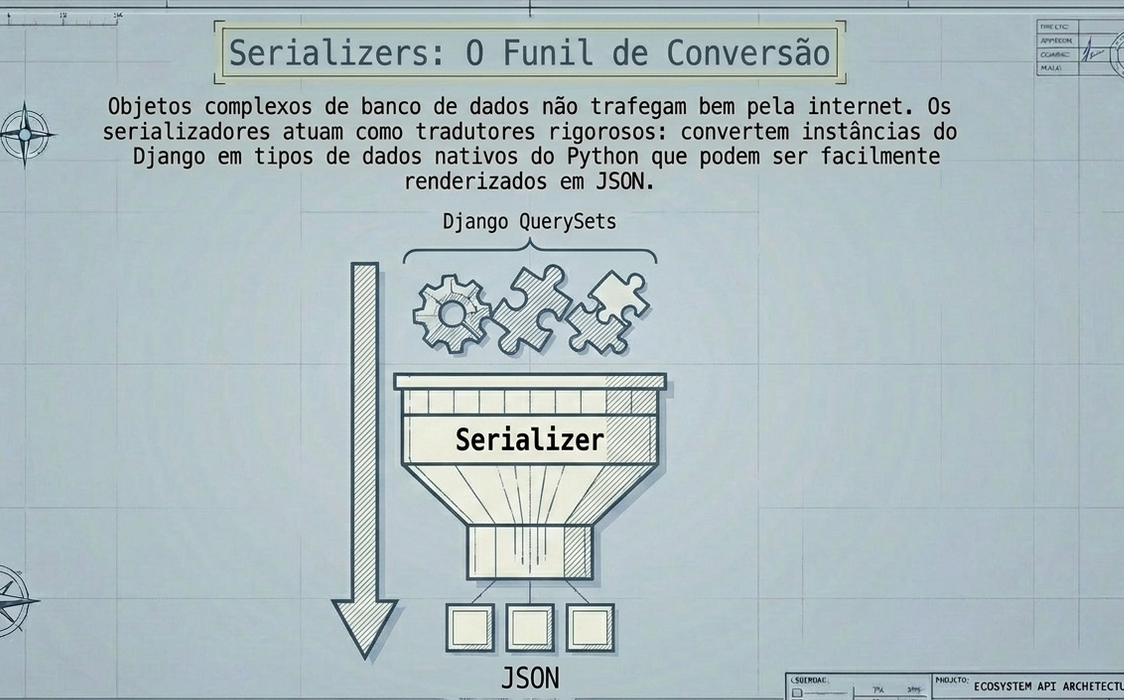 Serializers: O Funil de Conversão
Objetos complexos de banco de dados não trafegam bem pela internet. Os
serializadores atuam como tradutores rigorosos: convertem instâncias do
Django em tipos de dados nativos do Python que podem ser facilmente
renderizados em JSON.
Django QuerySets
Serializer
JSON
ECOSYSTEM API ARCHETECTU